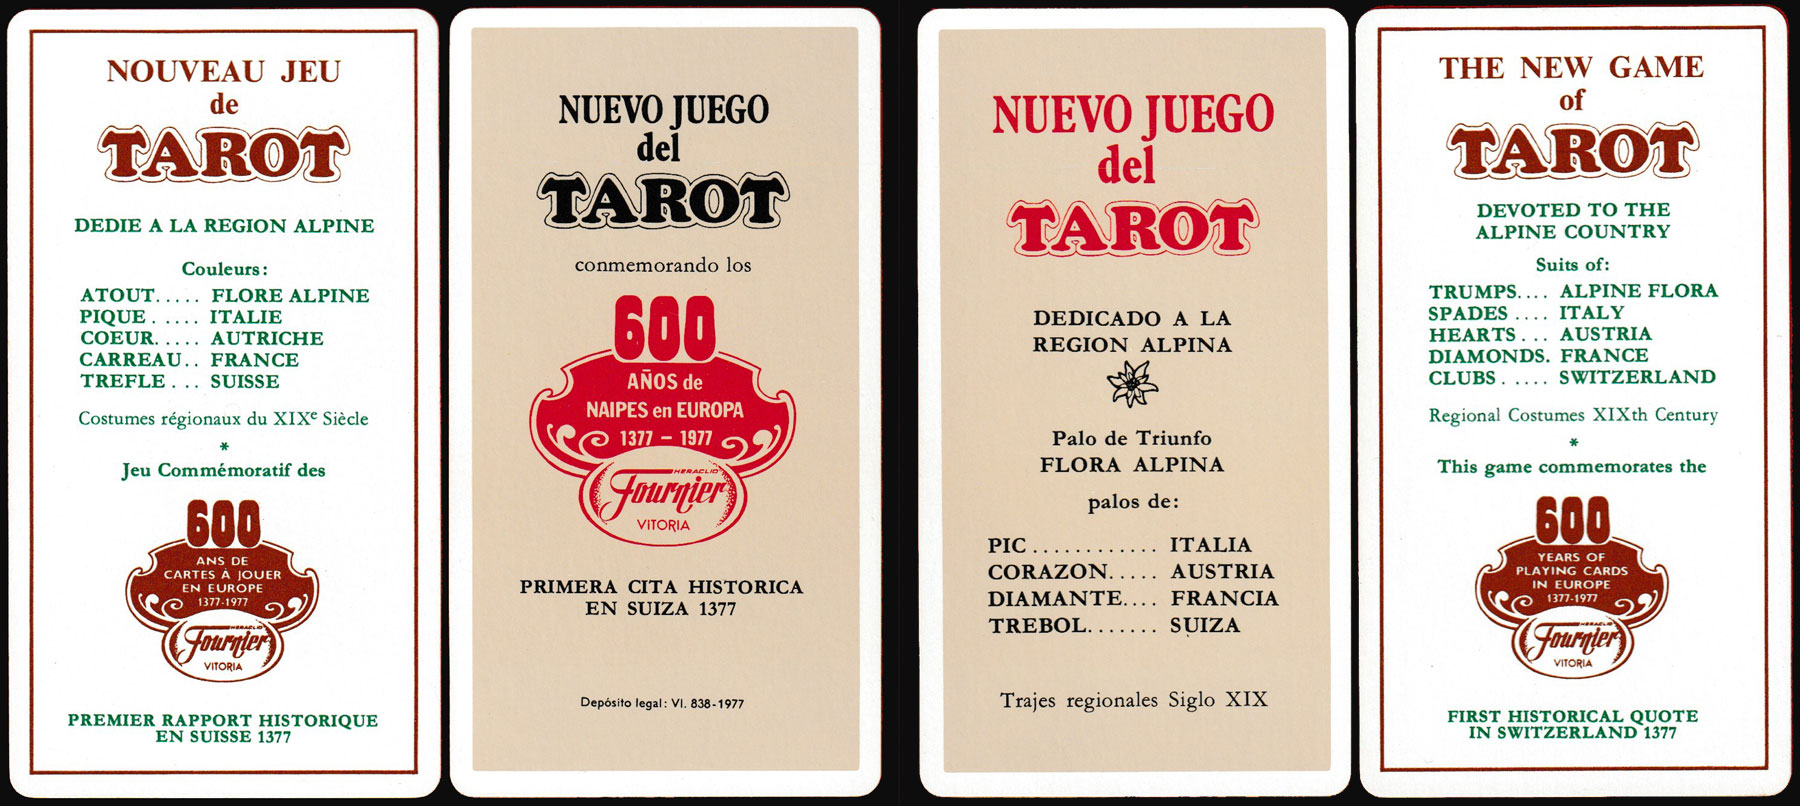 NOUVEAU JEU
de
TAROT
DEDIE A LA REGION ALPINE
Couleurs:
ATOUT..... FLORE ALPINE
PIQUE ..... ITALIE
COEUR..... AUTRICHE
CARREAU.. FRANCE
TREFLE ... SUISSE
Costumes régionaux du XIXe Siècle
*
Jeu Commémoratif des
600
ANS DE
CARTES À JOUER
EN EUROPE
1377-1977
HERACLIO
Fournier
VITORIA
PREMIER RAPPORT HISTORIQUE
EN SUISSE 1377
NUEVO JUEGO
del
TAROT
conmemorando los
600
AÑOS de
NAIPES en EUROPA
1377 – 1977
HERACLIO
Fournier
VITORIA
PRIMERA CITA HISTORICA
EN SUIZA 1377
Depósito legal: VI. 838-1977
NUEVO JUEGO
del
TAROT
DEDICADO A LA
REGION ALPINA
Palo de Triunfo
FLORA ALPINA
palos de:
PIC ............ ITALIA
CORAZON..... AUSTRIA
DIAMANTE.... FRANCIA
TREBOL....... SUIZA
Trajes regionales Siglo XIX
THE NEW GAME
of
TAROT
DEVOTED TO THE
ALPINE COUNTRY
Suits of:
TRUMPS.... ALPINE FLORA
SPADES .... ITALY
HEARTS ... AUSTRIA
DIAMONDS. FRANCE
CLUBS ..... SWITZERLAND
Regional Costumes XIXth Century
*
This game commemorates the
600
YEARS OF
PLAYING CARDS
IN EUROPE
1377-1977
HERACLIO
Fournier
VITORIA
FIRST HISTORICAL QUOTE
IN SWITZERLAND 1377